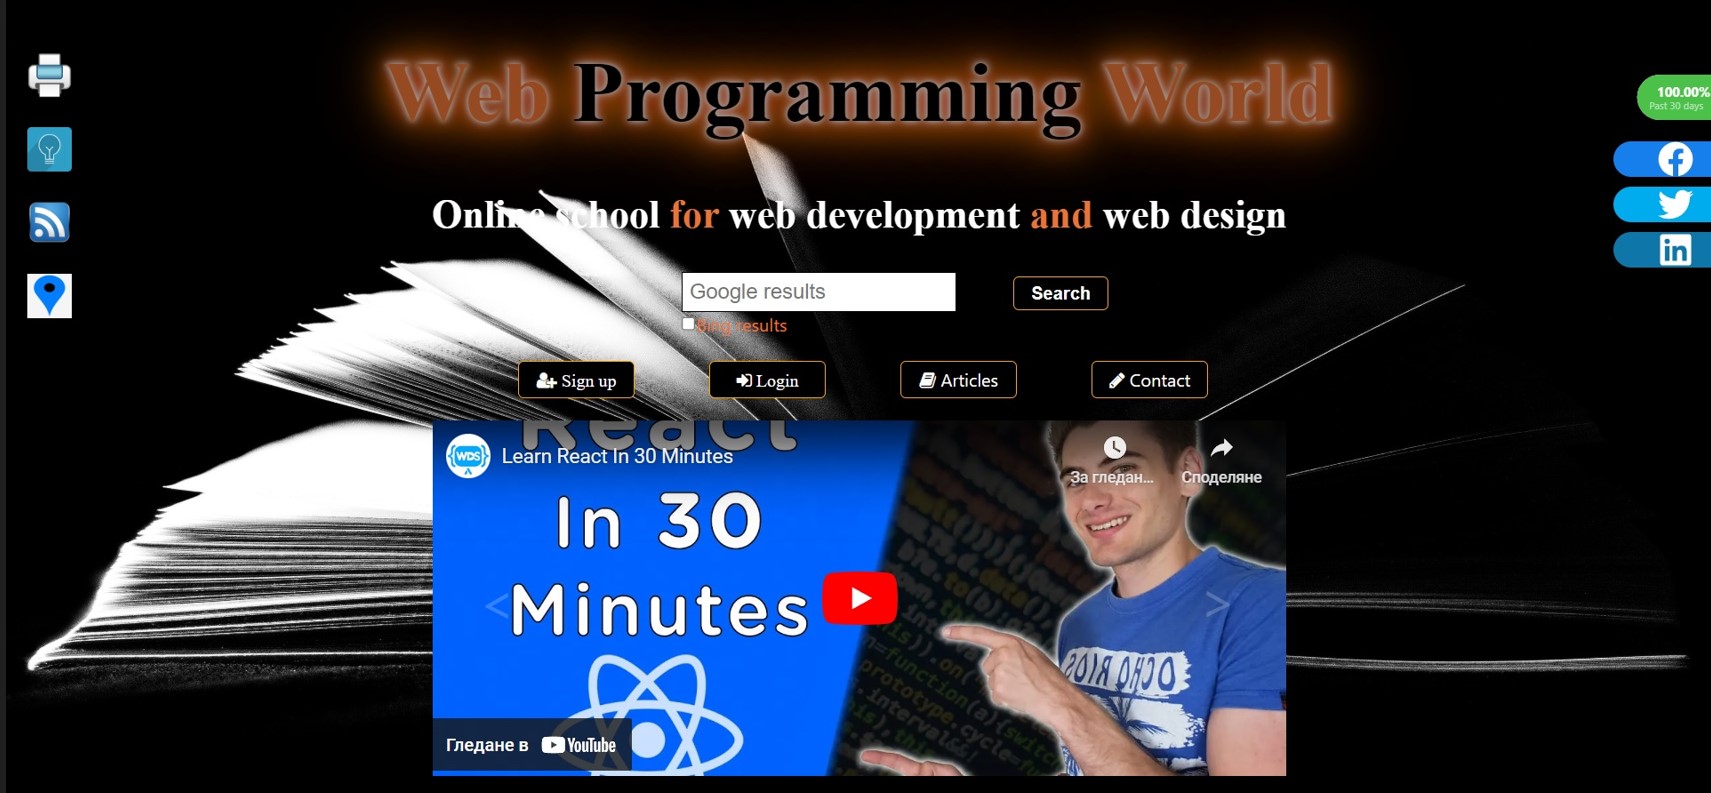 Web Programming World
100.00%
Past 30 days
Online school for web development and web design
Google results
Search
Bing results
Sign up
Login
Articles
Contact
React
WDS
Learn React In 30 Minutes
За гледан...
Споделяне
In 30
Minutes
<
>
OCHO RIOS
Гледане в YouTube